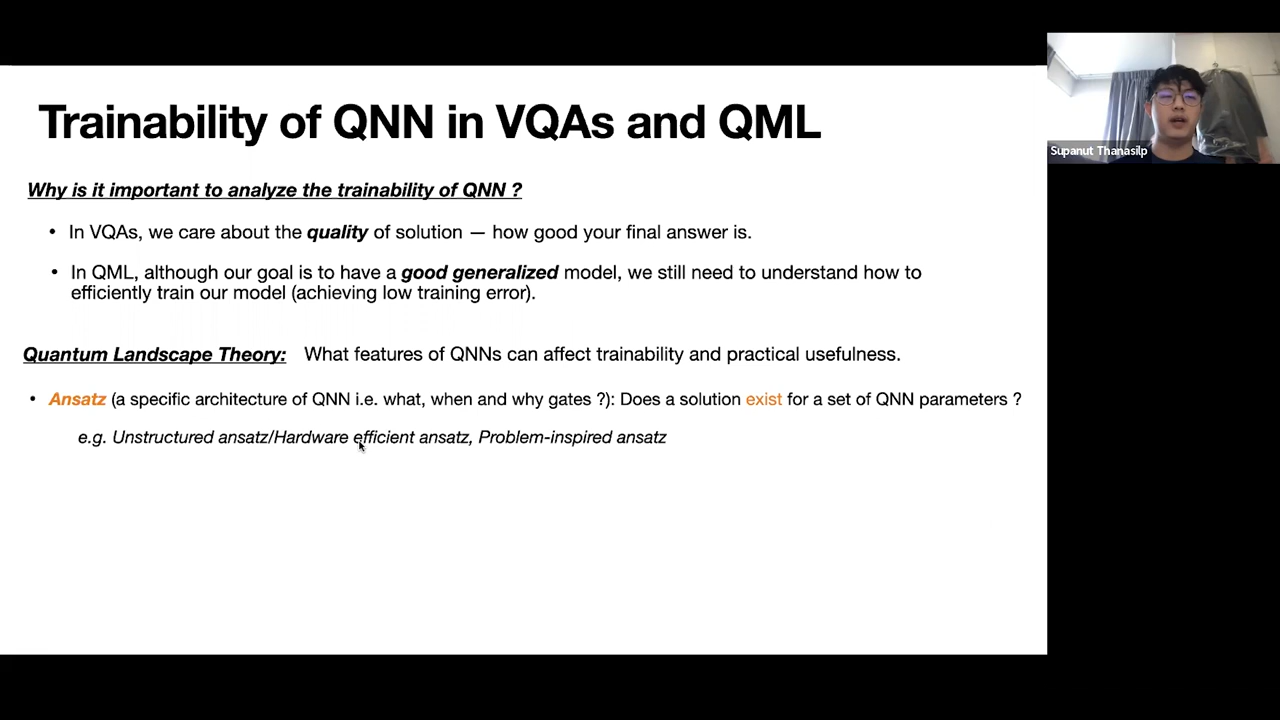 Trainability of QNN in VQAs and QML
Supanut Thanasilp
Why is it important to analyze the trainability of QNN ?
• In VQAs, we care about the quality of solution — how good your final answer is.
• In QML, although our goal is to have a good generalized model, we still need to understand how to
efficiently train our model (achieving low training error).
Quantum Landscape Theory: What features of QNNs can affect trainability and practical usefulness.
• Ansatz (a specific architecture of QNN i.e. what, when and why gates ?): Does a solution exist for a set of QNN parameters ?
e.g. Unstructured ansatz/Hardware efficient ansatz, Problem-inspired ansatz